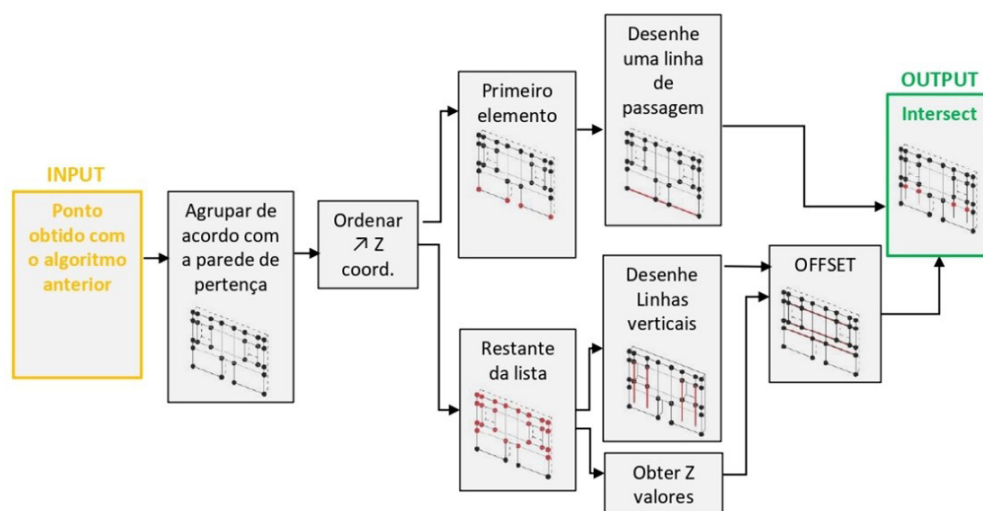 INPUT
Ponto
obtido com
o algoritmo
anterior
Agrupar de
acordo com
a parede de
pertença
Ordenar
↗ Z
coord.
Primeiro
elemento
Desenhe
uma linha
de
passagem
Restante
da lista
Desenhe
Linhas
verticais
Obter Z
valores
OFFSET
OUTPUT
Intersect